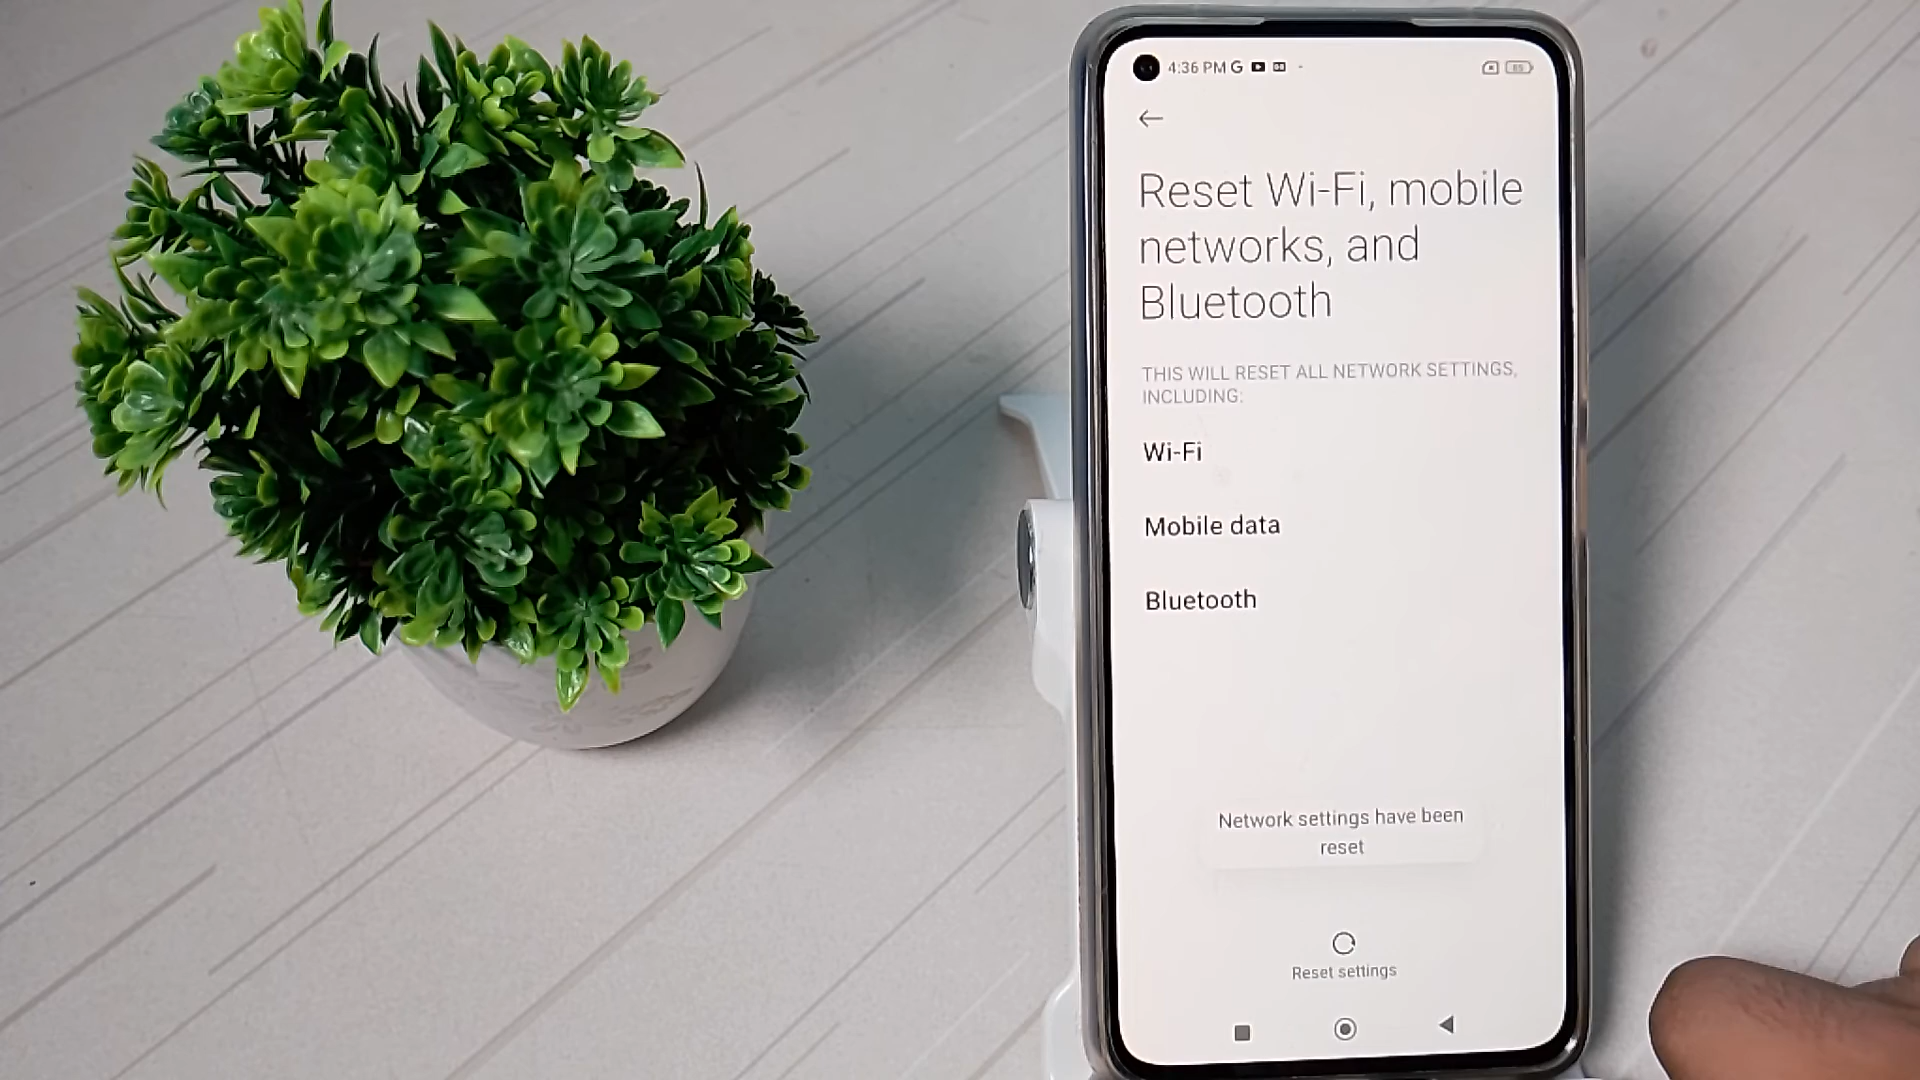 4:36 PM G
85
Reset Wi-Fi, mobile
networks, and
Bluetooth
THIS WILL RESET ALL NETWORK SETTINGS,
INCLUDING:
Wi-Fi
Mobile data
Bluetooth
Network settings have been
reset
Reset settings